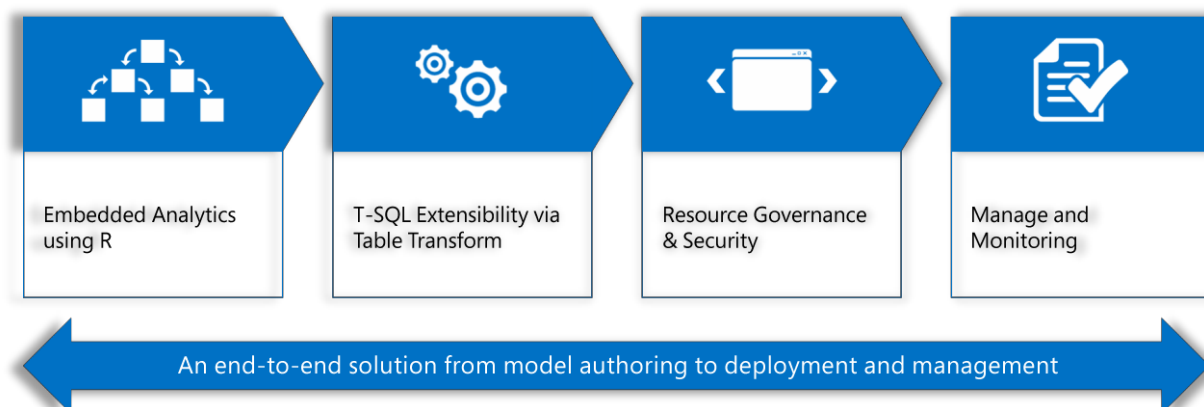 Embedded Analytics
using R
T-SQL Extensibility via
Table Transform
Resource Governance
& Security
Manage and
Monitoring
An end-to-end solution from model authoring to deployment and management